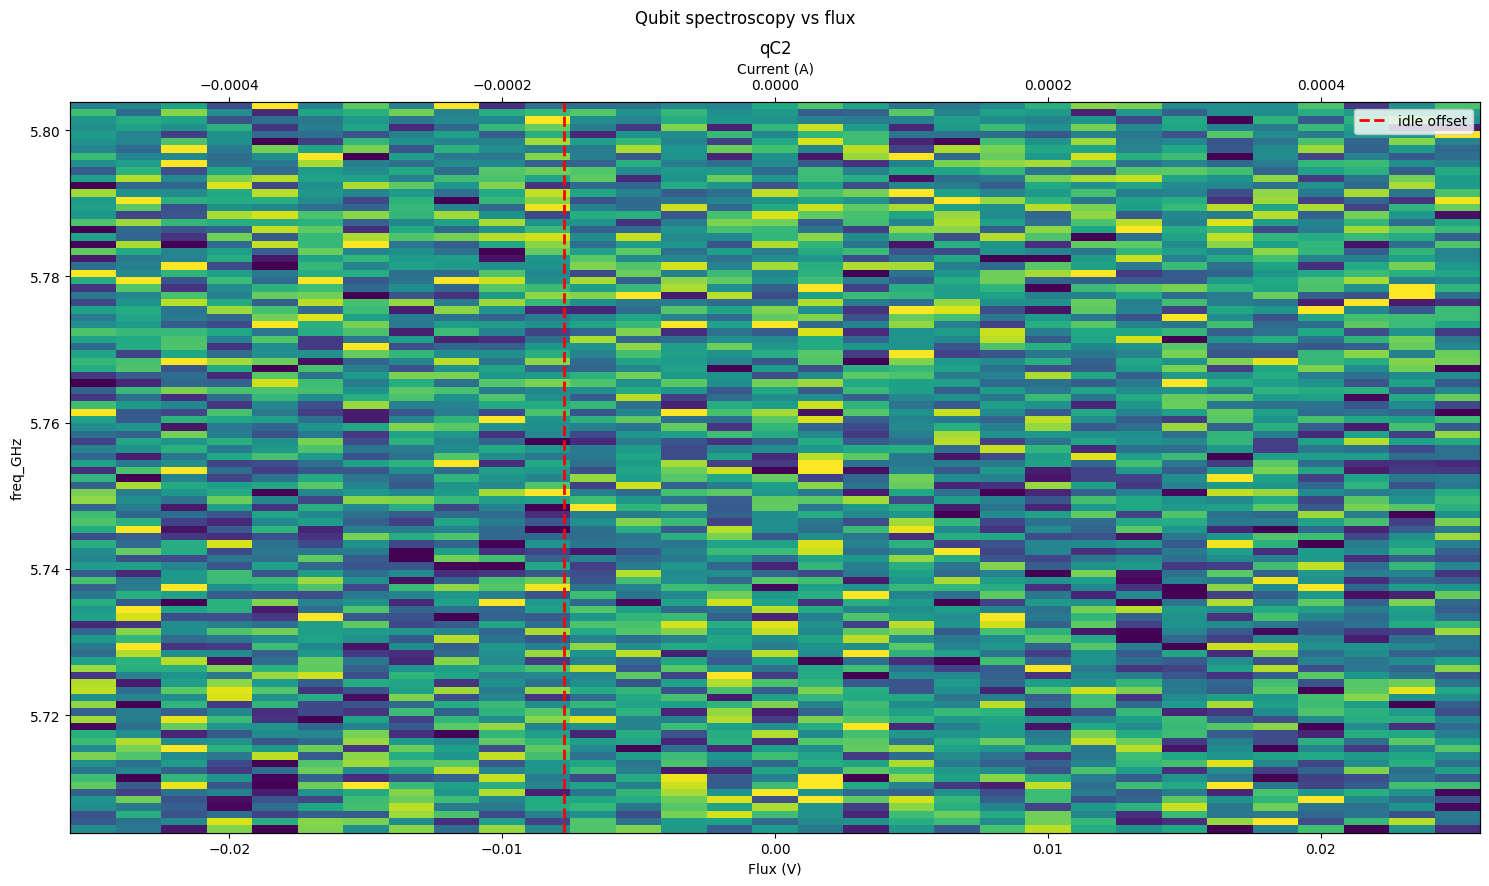 Qubit spectroscopy vs flux
qC2
Current (A)
−0.0004 −0.0002 0.0000 0.0002 0.0004
idle offset
5.80
5.78
5.76
5.74
5.72
freq_GHz
−0.02 −0.01 0.00 0.01 0.02
Flux (V)